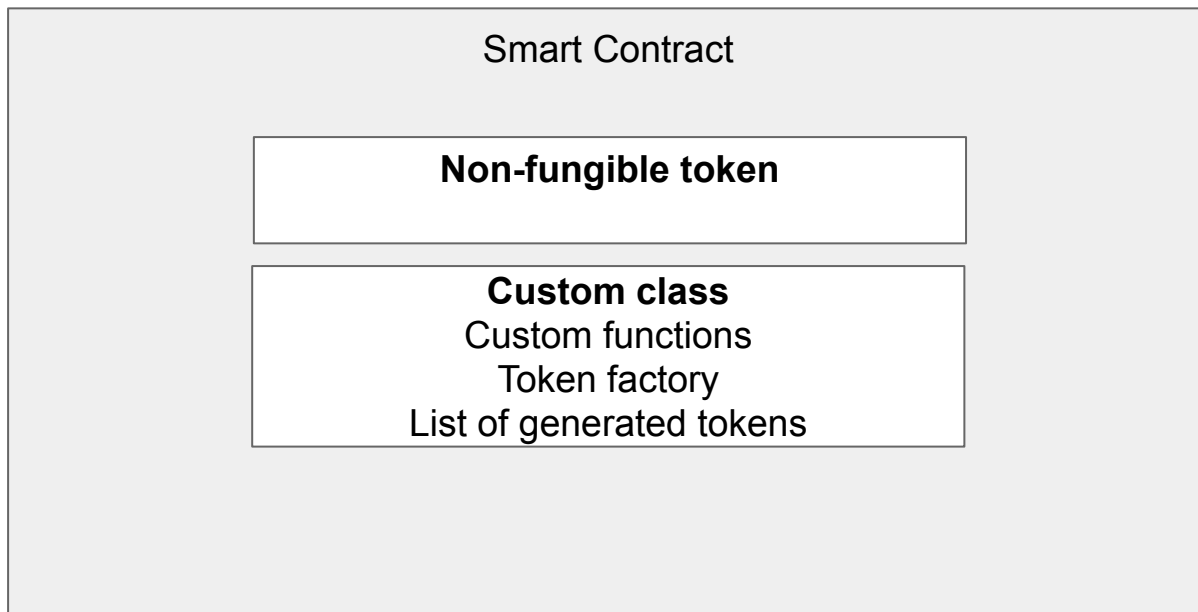 Smart Contract
Non-fungible token
Custom class
Custom functions
Token factory
List of generated tokens